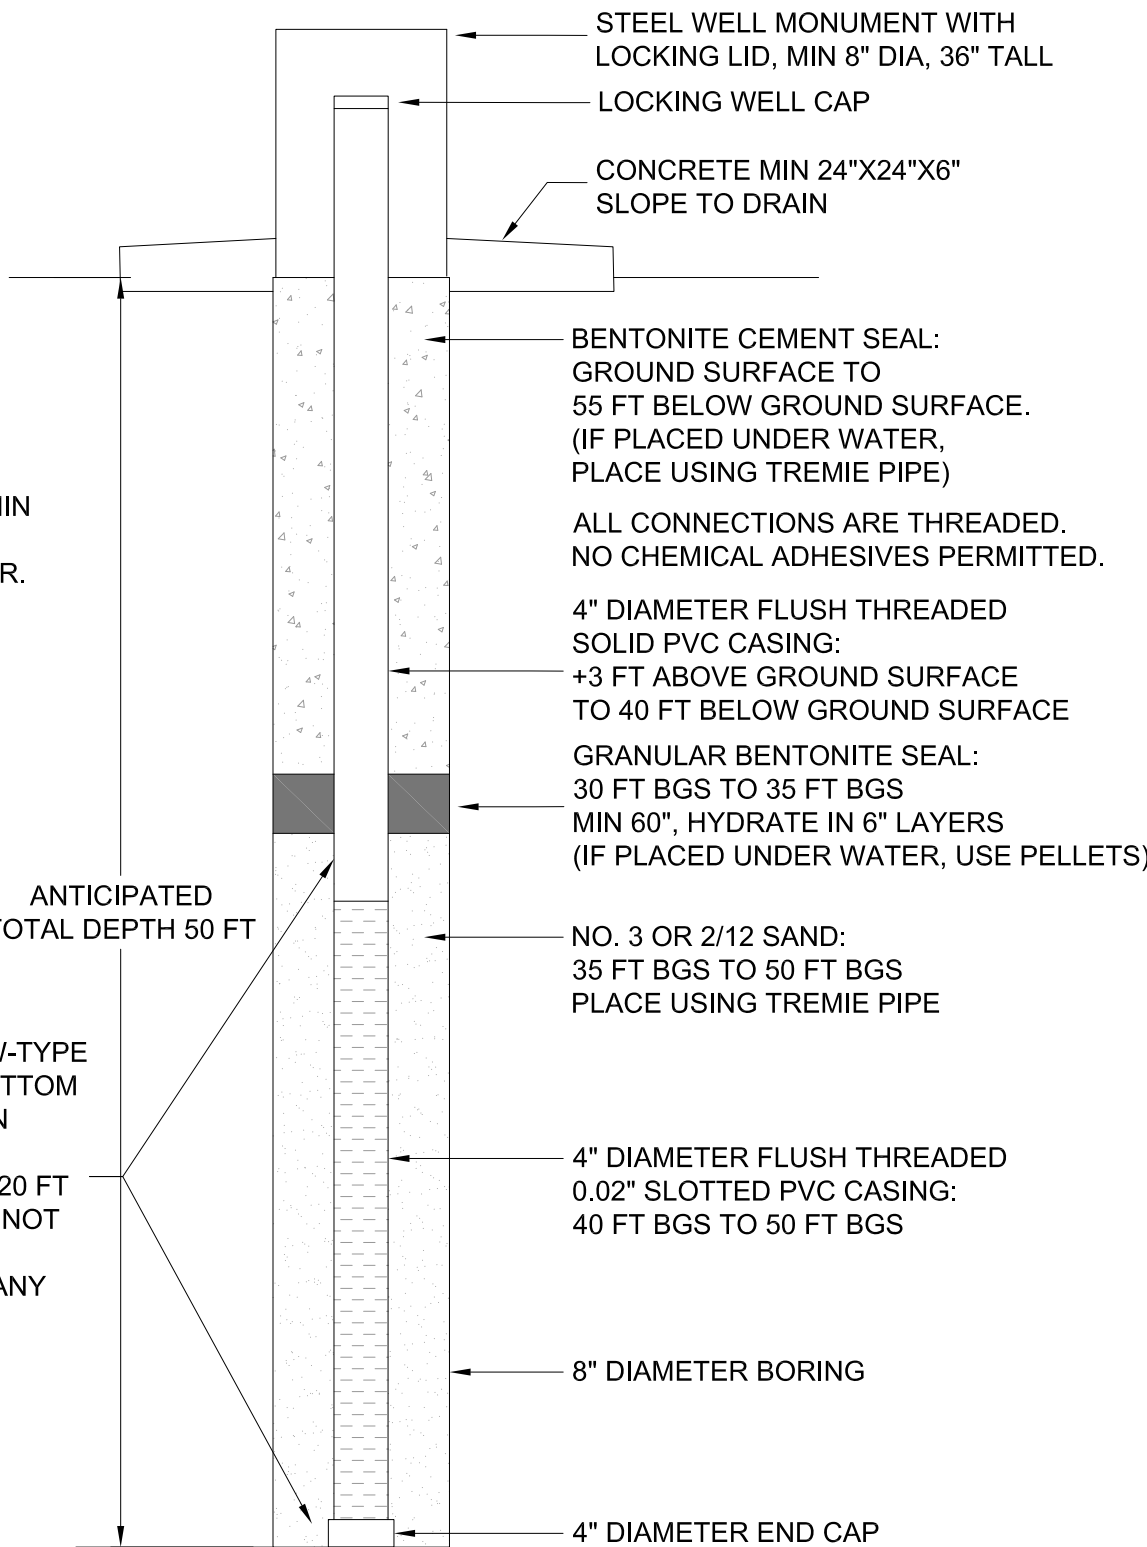 STEEL WELL MONUMENT WITH
LOCKING LID, MIN 8" DIA, 36" TALL
LOCKING WELL CAP
CONCRETE MIN 24"X24"X6"
SLOPE TO DRAIN
BENTONITE CEMENT SEAL:
GROUND SURFACE TO
55 FT BELOW GROUND SURFACE.
(IF PLACED UNDER WATER,
PLACE USING TREMIE PIPE)
ALL CONNECTIONS ARE THREADED.
NO CHEMICAL ADHESIVES PERMITTED.
4" DIAMETER FLUSH THREADED
SOLID PVC CASING:
+3 FT ABOVE GROUND SURFACE
TO 40 FT BELOW GROUND SURFACE
GRANULAR BENTONITE SEAL:
30 FT BGS TO 35 FT BGS
MIN 60", HYDRATE IN 6" LAYERS
(IF PLACED UNDER WATER, USE PELLETS)
NO. 3 OR 2/12 SAND:
35 FT BGS TO 50 FT BGS
PLACE USING TREMIE PIPE
4" DIAMETER FLUSH THREADED
0.02" SLOTTED PVC CASING:
40 FT BGS TO 50 FT BGS
8" DIAMETER BORING
4" DIAMETER END CAP
ANTICIPATED
TOTAL DEPTH 50 FT
-TYPE
20 FT
NOT
ANY